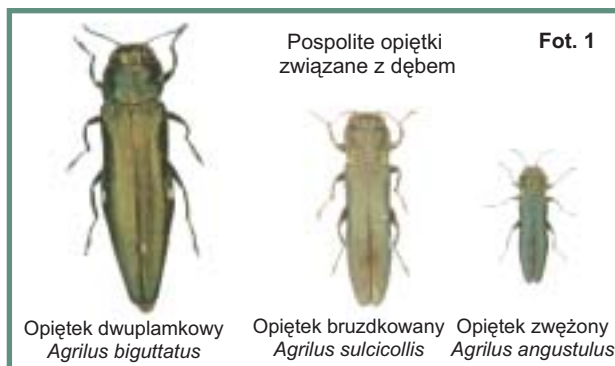 Pospolite opiętki
związane z dębem
Fot. 1
Opiętek dwuplamkowy
Agrilus biguttatus
Opiętek bruzdkowany
Agrilus sulcicollis
Opiętek zwężony
Agrilus angustulus